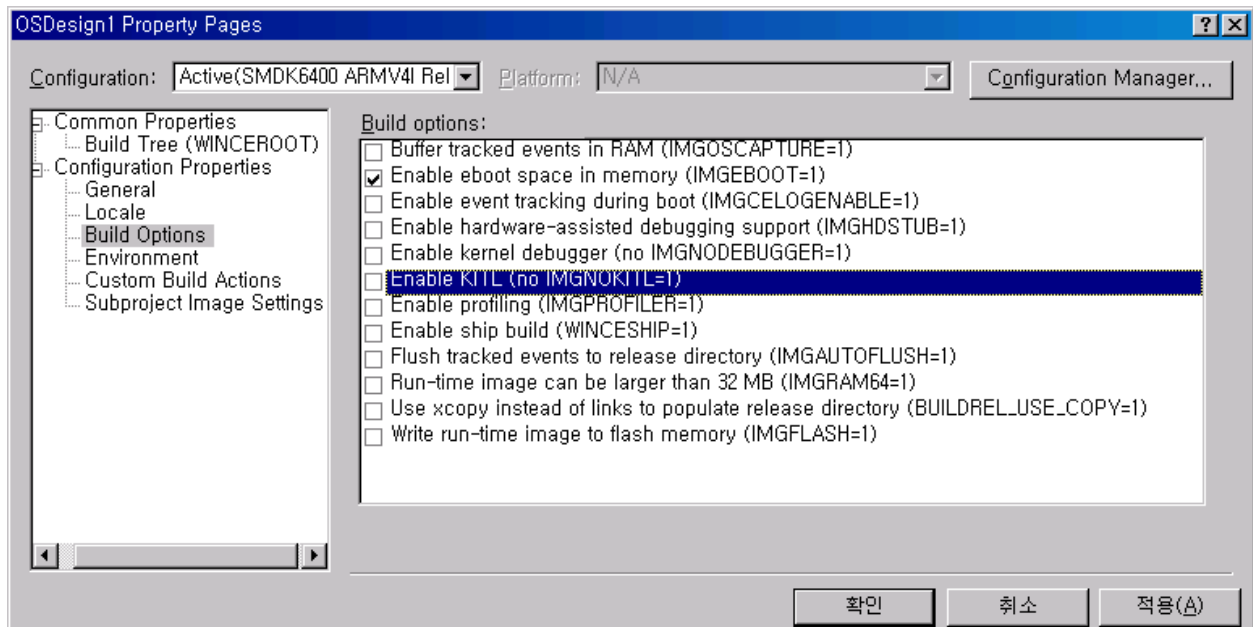 OSDesign1 Property Pages
Configuration: Active(SMDK6400 ARMV4I Rel Platform: N/A Configuration Manager...
Common Properties
Build Tree (WINCEROOT)
Configuration Properties
General
Locale
Build Options
Environment
Custom Build Actions
Subproject Image Settings
Build options:
Buffer tracked events in RAM (IMGOSCAPTURE=1)
Enable eboot space in memory (IMGEBOOT=1)
Enable event tracking during boot (IMGCELOGENABLE=1)
Enable hardware-assisted debugging support (IMGHDSTUB=1)
Enable kernel debugger (no IMGNODEBUGGER=1)
Enable KITL (no IMGNOKITL=1)
Enable profiling (IMGPROFILER=1)
Enable ship build (WINCESHIP=1)
Flush tracked events to release directory (IMGAUTOFLUSH=1)
Run-time image can be larger than 32 MB (IMGRAM64=1)
Use xcopy instead of links to populate release directory (BUILDREL_USE_COPY=1)
Write run-time image to flash memory (IMGFLASH=1)
확인 취소 적용(A)